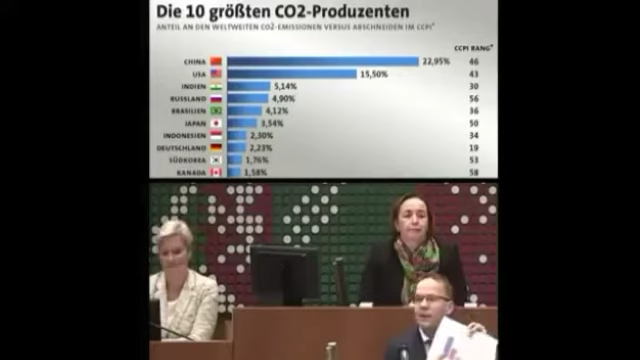 Die 10 größten CO2-Produzenten
ANTEIL AN DEN WELTWEITEN CO2-EMISSIONEN VERSUS ABSCHNEIDEN IM CCPI*
CCPI RANG*
CHINA 22,95% 46
USA 15,50% 43
INDIEN 5,14% 30
RUSSLAND 4,90% 56
BRASILIEN 4,12% 36
JAPAN 3,54% 50
INDONESIEN 2,30% 34
DEUTSCHLAND 2,23% 19
SÜDKOREA 1,76% 53
KANADA 1,58% 58